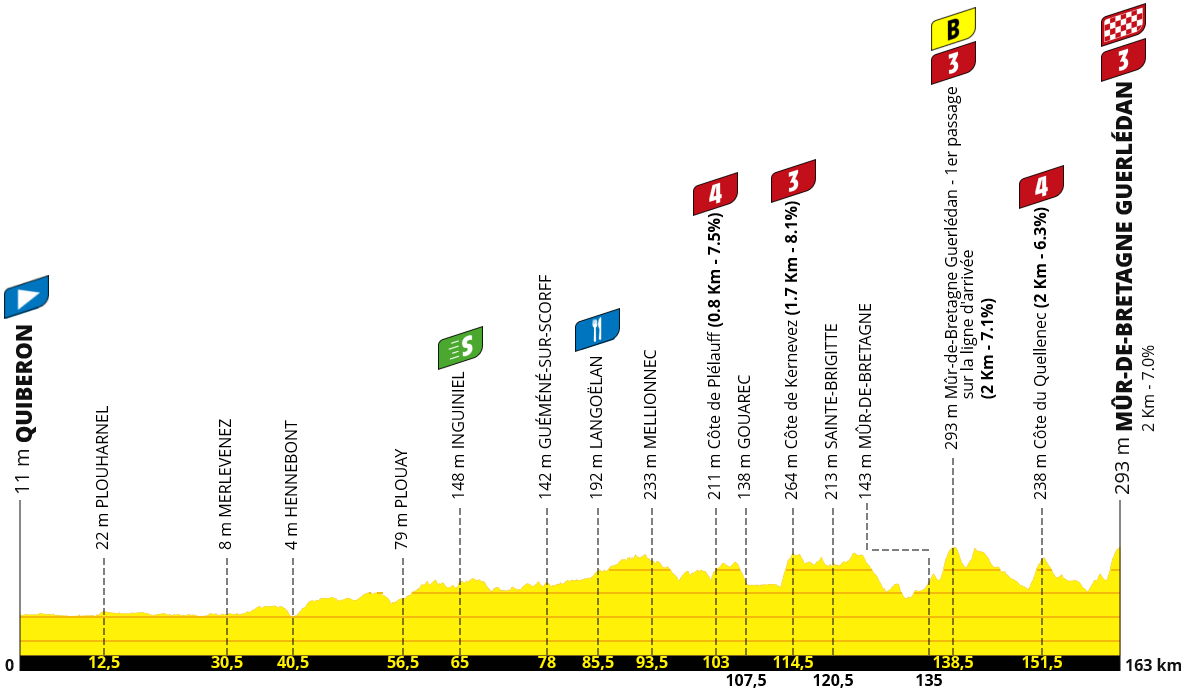 11 m QUIBERON
22 m PLOUHARNEL
8 m MERLEVENEZ
4 m HENNEBONT
79 m PLOUAY
S
148 m INGUINIEL
142 m GUÉMÉNÉ-SUR-SCORFF
192 m LANGOËLAN
233 m MELLIONNEC
4
211 m Côte de Plélauff (0.8 Km - 7.5%)
138 m GOUAREC
3
264 m Côte de Kernevez (1.7 Km - 8.1%)
213 m SAINTE-BRIGITTE
143 m MÛR-DE-BRETAGNE
B
3
293 m Mûr-de-Bretagne Guerlédan - 1er passage
sur la ligne d'arrivée
(2 Km - 7.1%)
4
238 m Côte du Quellenec (2 Km - 6.3%)
3
293 m MÛR-DE-BRETAGNE GUERLÉDAN
2 Km - 7.0%
0 12,5 30,5 40,5 56,5 65 78 85,5 93,5 103 114,5 138,5 151,5 163 km
107,5 120,5 135